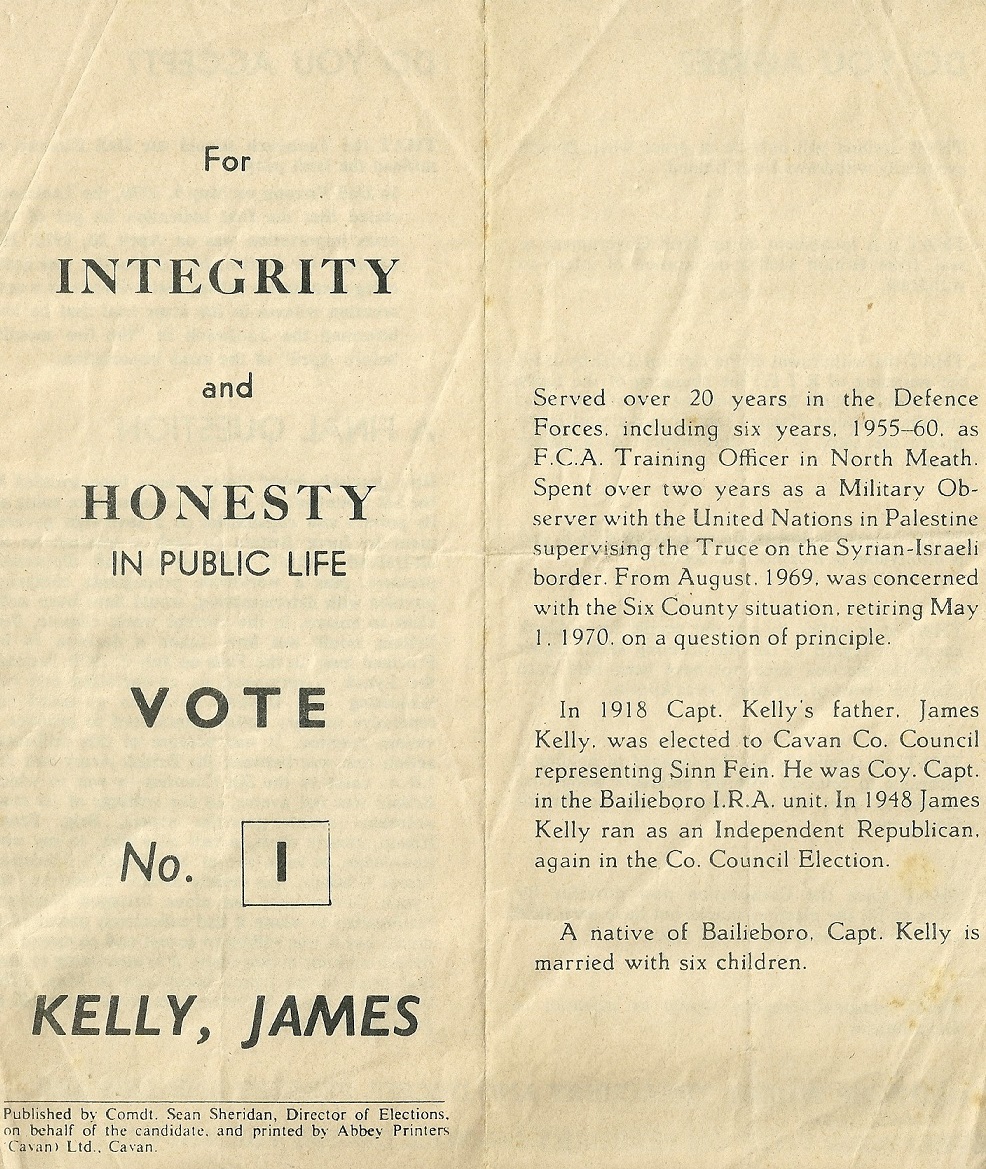 For
INTEGRITY
and
HONESTY
IN PUBLIC LIFE
VOTE
No. 1
KELLY, JAMES
Published by Comdt. Sean Sheridan, Director of Elections,
on behalf of the candidate, and printed by Abbey Printers
(Cavan) Ltd., Cavan.
Served over 20 years in the Defence
Forces, including six years, 1955–60, as
F.C.A. Training Officer in North Meath.
Spent over two years as a Military Ob-
server with the United Nations in Palestine
supervising the Truce on the Syrian-Israeli
border. From August, 1969, was concerned
with the Six County situation, retiring May
1, 1970, on a question of principle.
In 1918 Capt. Kelly's father, James
Kelly, was elected to Cavan Co. Council
representing Sinn Fein. He was Coy. Capt.
in the Bailieboro I.R.A. unit. In 1948 James
Kelly ran as an Independent Republican,
again in the Co. Council Election.
A native of Bailieboro, Capt. Kelly is
married with six children.